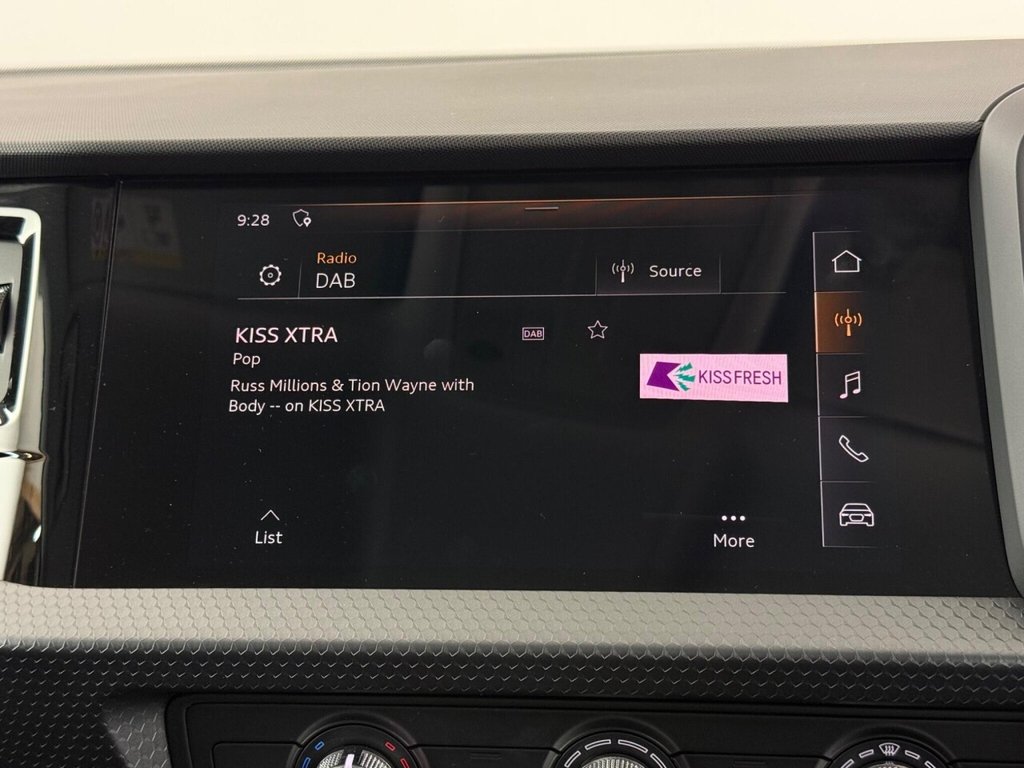 9:28
Radio
DAB
Source
KISS XTRA
DAB
Pop
KISS FRESH
Russ Millions & Tion Wayne with
Body -- on KISS XTRA
List
More